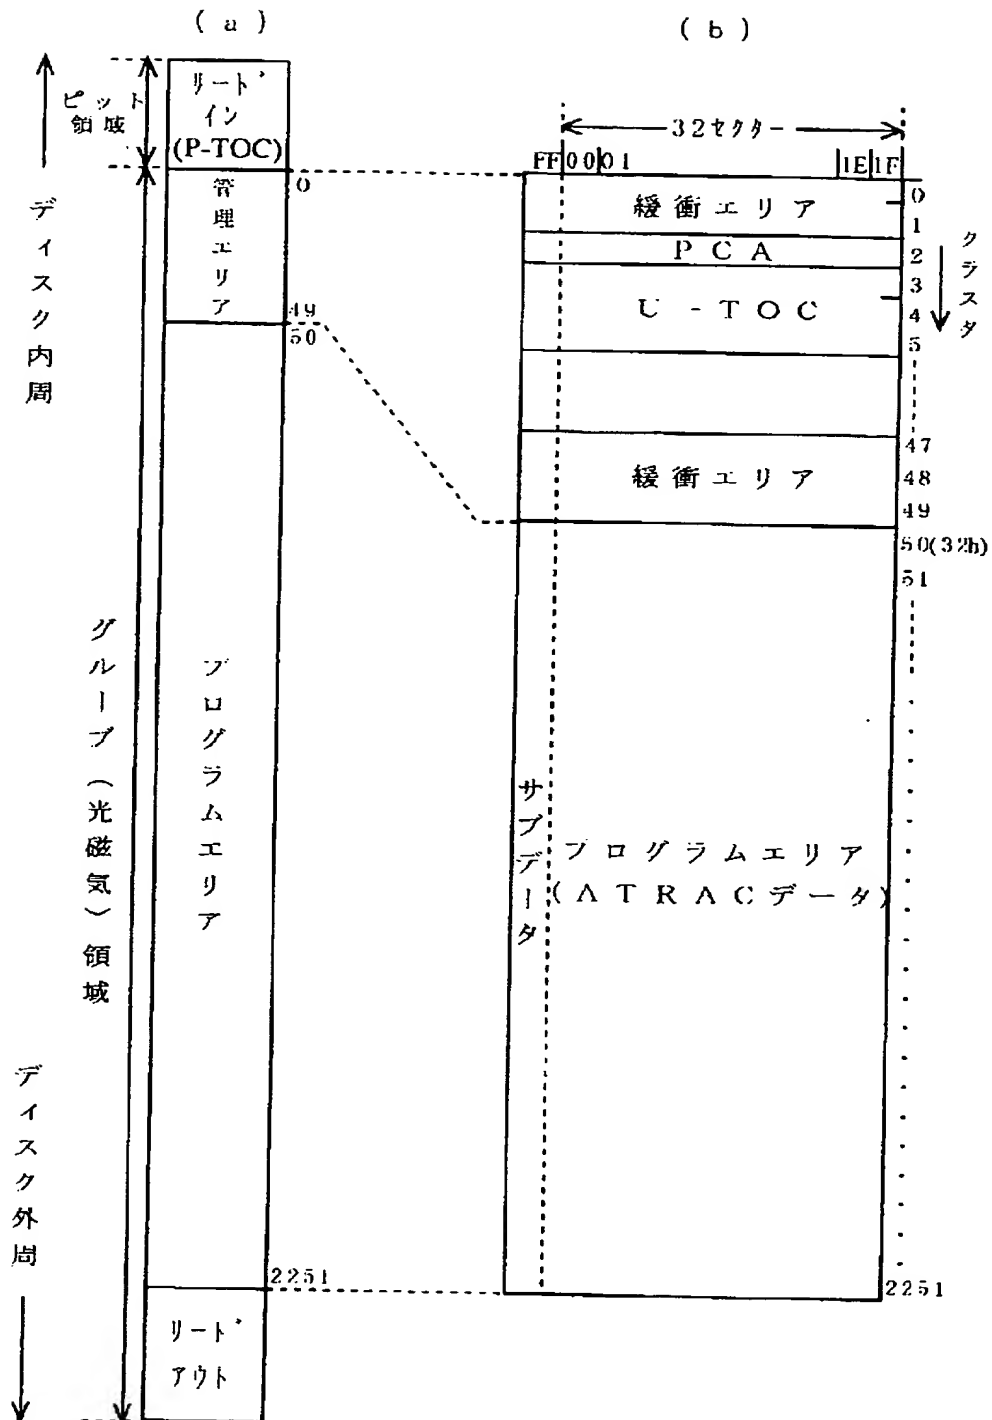 (a)
リード
イン
(P-TOC)
ピット
領域
管理エリア
0
49
50
ディスク内周
グルーブ(光磁気)領域
プログラムエリア
ディスク外周
2251
リード
アウト
(b)
32セクター
FF 00 01 1E 1F
緩衝エリア
PCA
U-TOC
緩衝エリア
0
1
2
3
4
5
47
48
49
50(32h)
51
クラスタ
サブデータ
プログラムエリア
(ATRACデータ)
2251